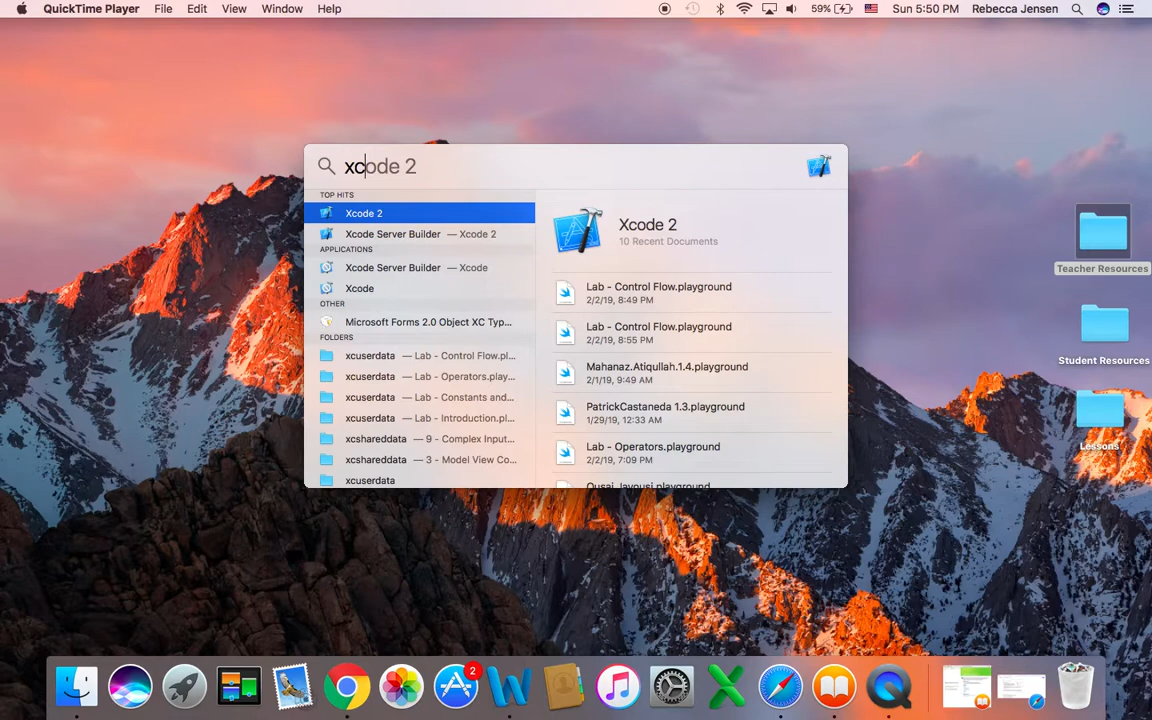 QuickTime Player File Edit View Window Help 59% Sun 5:50 PM Rebecca Jensen
xcode 2
TOP HITS
Xcode 2
Xcode Server Builder — Xcode 2
APPLICATIONS
Xcode Server Builder — Xcode
Xcode
OTHER
Microsoft Forms 2.0 Object XC Typ...
FOLDERS
xcuserdata — Lab - Control Flow.pl...
xcuserdata — Lab - Operators.play...
xcuserdata — Lab - Constants and...
xcuserdata — Lab - Introduction.pl...
xcshareddata — 9 - Complex Input...
xcshareddata — 3 - Model View Co...
xcuserdata
Xcode 2
10 Recent Documents
Lab - Control Flow.playground
2/2/19, 8:49 PM
Lab - Control Flow.playground
2/2/19, 8:55 PM
Mahanaz.Atiqullah.1.4.playground
2/1/19, 9:49 AM
PatrickCastaneda 1.3.playground
1/29/19, 12:33 AM
Lab - Operators.playground
2/2/19, 7:09 PM
Qusai Jayousi.playground
Teacher Resources
Student Resources
Lessons
2